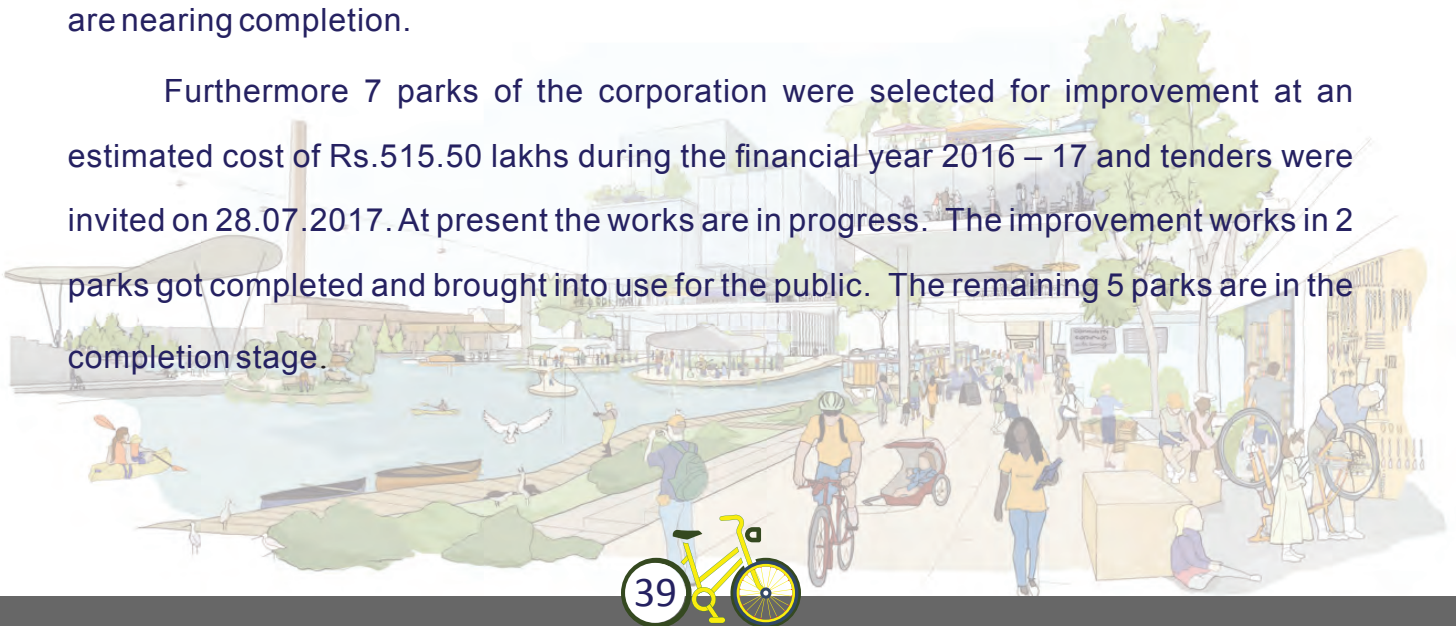 are nearing completion.
Furthermore 7 parks of the corporation were selected for improvement at an
estimated cost of Rs.515.50 lakhs during the financial year 2016 – 17 and tenders were
invited on 28.07.2017. At present the works are in progress. The improvement works in 2
parks got completed and brought into use for the public. The remaining 5 parks are in the
completion stage.
39